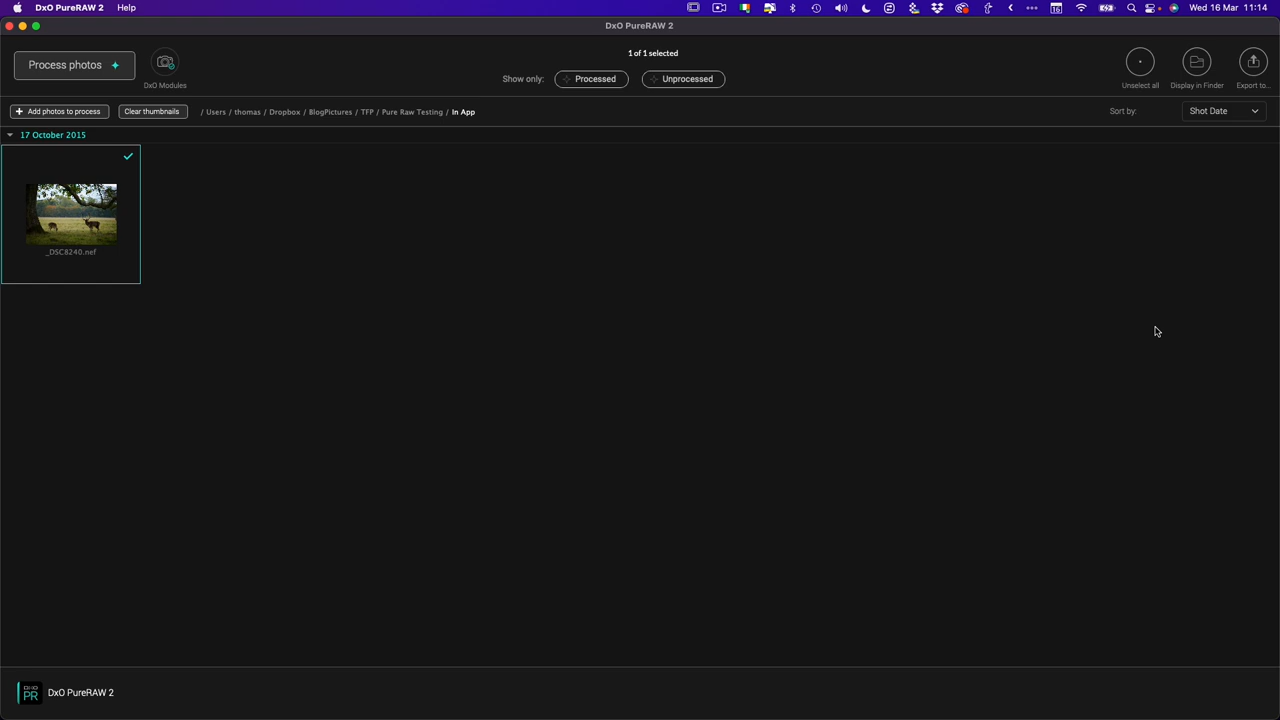 DxO PureRAW 2 Help
16
Wed 16 Mar 11:14
DxO PureRAW 2
Process photos
DxO Modules
1 of 1 selected
Show only:
Processed
Unprocessed
Unselect all
Display in Finder
Export to...
Add photos to process
Clear thumbnails
/ Users / thomas / Dropbox / BlogPictures / TFP / Pure Raw Testing / In App
Sort by:
Shot Date
17 October 2015
_DSC8240.nef
DxO
PR
DxO PureRAW 2